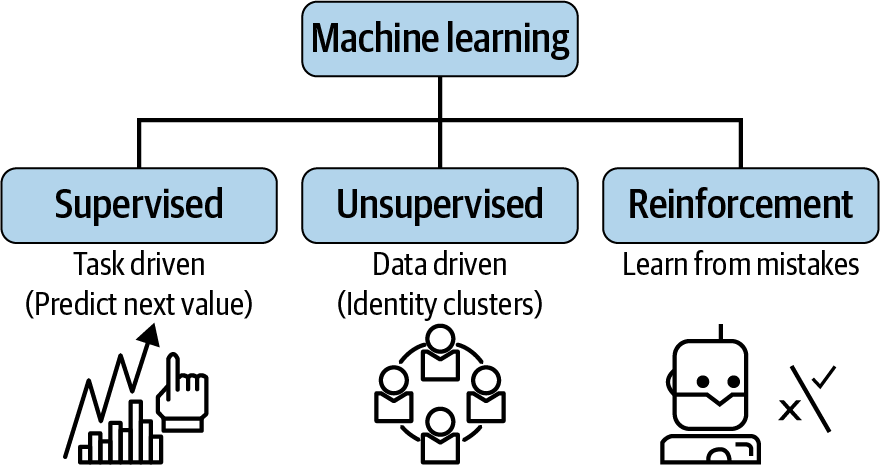 Machine learning
Supervised
Unsupervised
Reinforcement
Task driven
(Predict next value)
Data driven
(Identity clusters)
Learn from mistakes